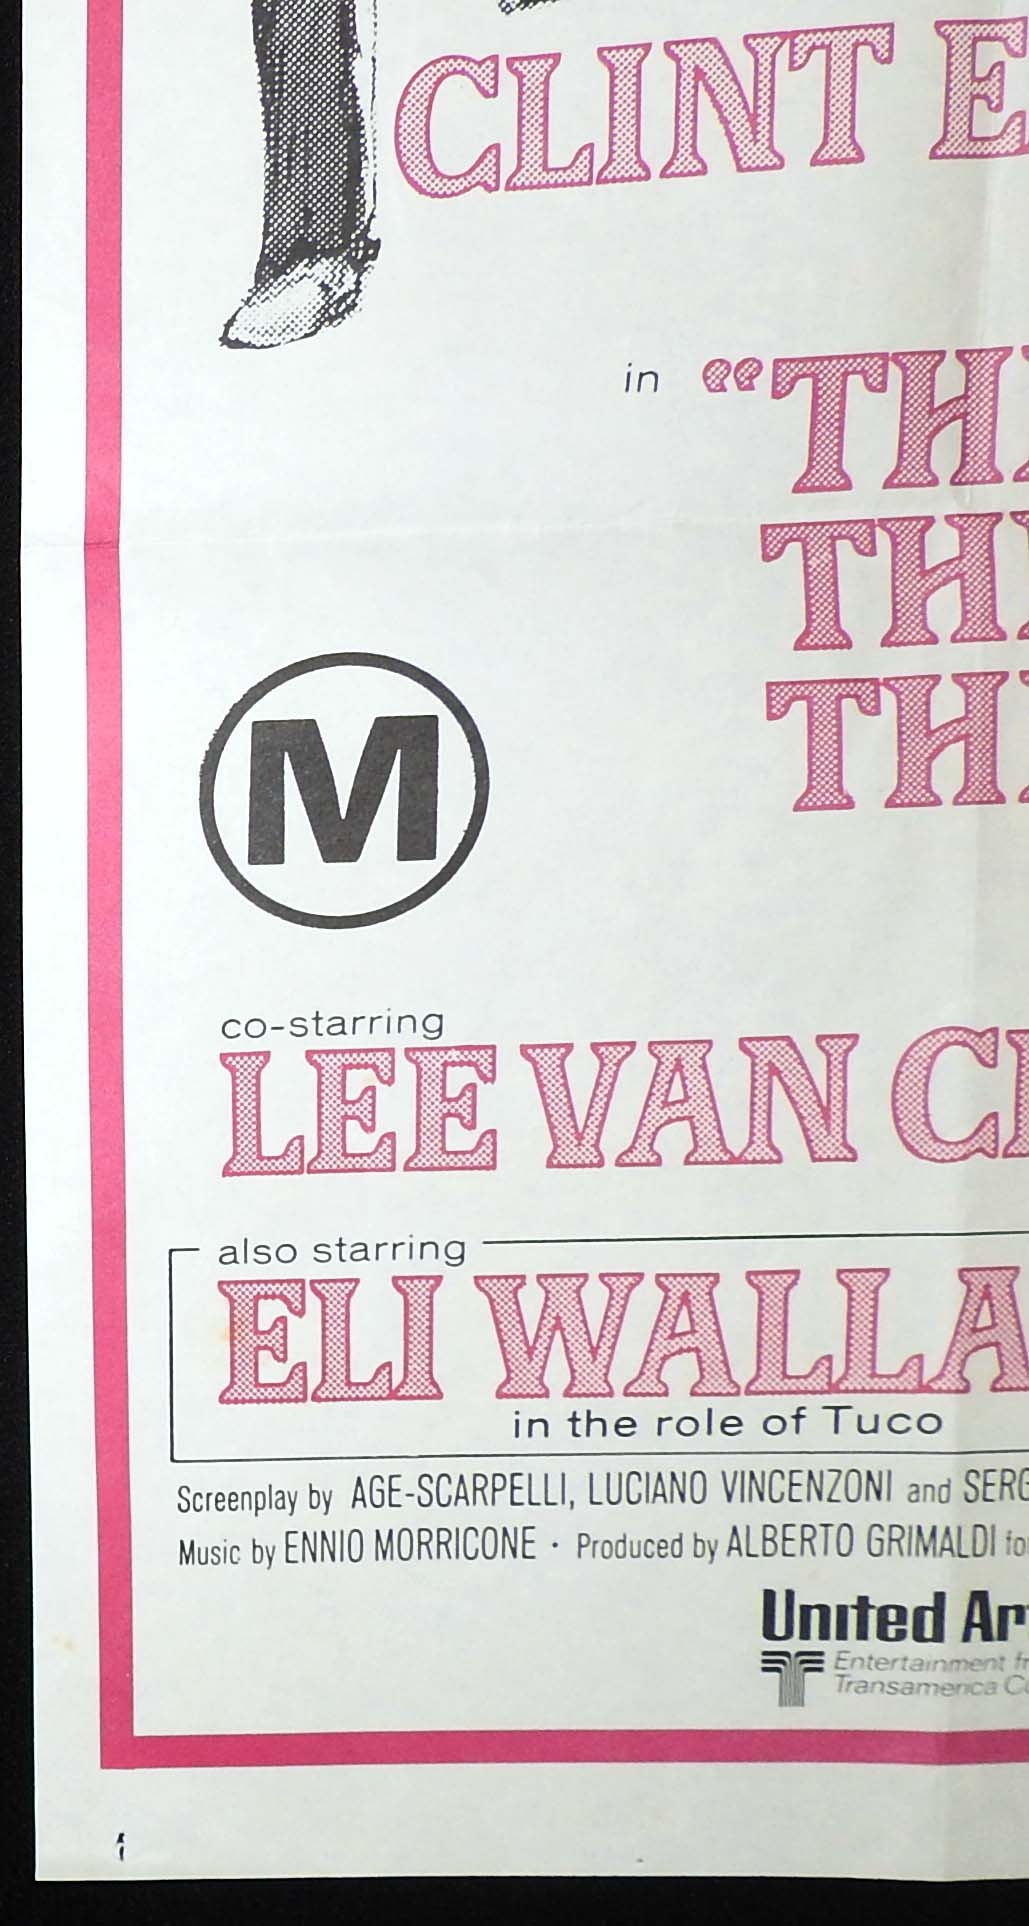 CLINT E
in “TH
TH
TH
M
co-starring
LEE VAN C
also starring
ELI WALLA
in the role of Tuco
Screenplay by AGE-SCARPELLI, LUCIANO VINCENZONI and SERG
Music by ENNIO MORRICONE · Produced by ALBERTO GRIMALDI fo
United Ar
Entertainment fr
Transamerica Co